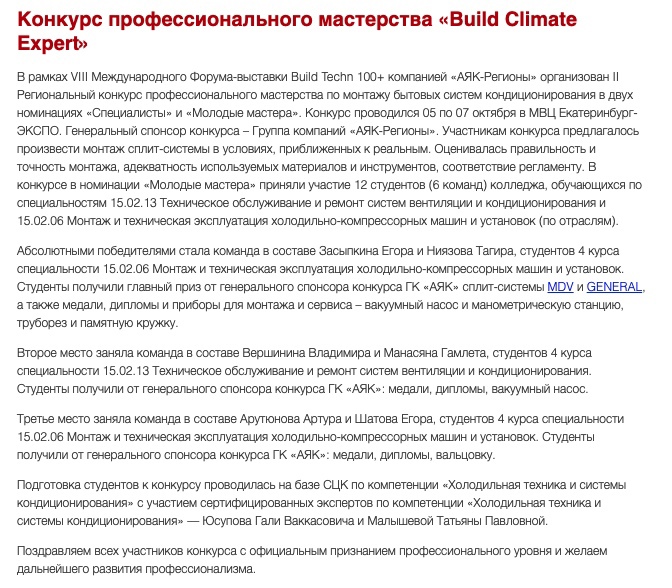 Конкурс профессионального мастерства «Build Climate
Expert»
В рамках VIII Международного Форума-выставки Build Techn 100+ компанией «АЯК-Регионы» организован II
Региональный конкурс профессионального мастерства по монтажу бытовых систем кондиционирования в двух
номинациях «Специалисты» и «Молодые мастера». Конкурс проводился 05 по 07 октября в МВЦ Екатеринбург-
ЭКСПО. Генеральный спонсор конкурса – Группа компаний «АЯК-Регионы». Участникам конкурса предлагалось
произвести монтаж сплит-системы в условиях, приближенных к реальным. Оценивалась правильность и
точность монтажа, адекватность используемых материалов и инструментов, соответствие регламенту. В
конкурсе в номинации «Молодые мастера» приняли участие 12 студентов (6 команд) колледжа, обучающихся по
специальностям 15.02.13 Техническое обслуживание и ремонт систем вентиляции и кондиционирования и
15.02.06 Монтаж и техническая эксплуатация холодильно-компрессорных машин и установок (по отраслям).
Абсолютными победителями стала команда в составе Засыпкина Егора и Ниязова Тагира, студентов 4 курса
специальности 15.02.06 Монтаж и техническая эксплуатация холодильно-компрессорных машин и установок.
Студенты получили главный приз от генерального спонсора конкурса ГК «АЯК» сплит-системы MDV и GENERAL,
а также медали, дипломы и приборы для монтажа и сервиса – вакуумный насос и манометрическую станцию,
труборез и памятную кружку.
Второе место заняла команда в составе Вершинина Владимира и Манасяна Гамлета, студентов 4 курса
специальности 15.02.13 Техническое обслуживание и ремонт систем вентиляции и кондиционирования.
Студенты получили от генерального спонсора конкурса ГК «АЯК»: медали, дипломы, вакуумный насос.
Третье место заняла команда в составе Арутюнова Артура и Шатова Егора, студентов 4 курса специальности
15.02.06 Монтаж и техническая эксплуатация холодильно-компрессорных машин и установок. Студенты
получили от генерального спонсора конкурса ГК «АЯК»: медали, дипломы, вальцовку.
Подготовка студентов к конкурсу проводилась на базе СЦК по компетенции «Холодильная техника и системы
кондиционирования» с участием сертифицированных экспертов по компетенции «Холодильная техника и
системы кондиционирования» — Юсупова Гали Ваккасовича и Малышевой Татьяны Павловной.
Поздравляем всех участников конкурса с официальным признанием профессионального уровня и желаем
дальнейшего развития профессионализма.